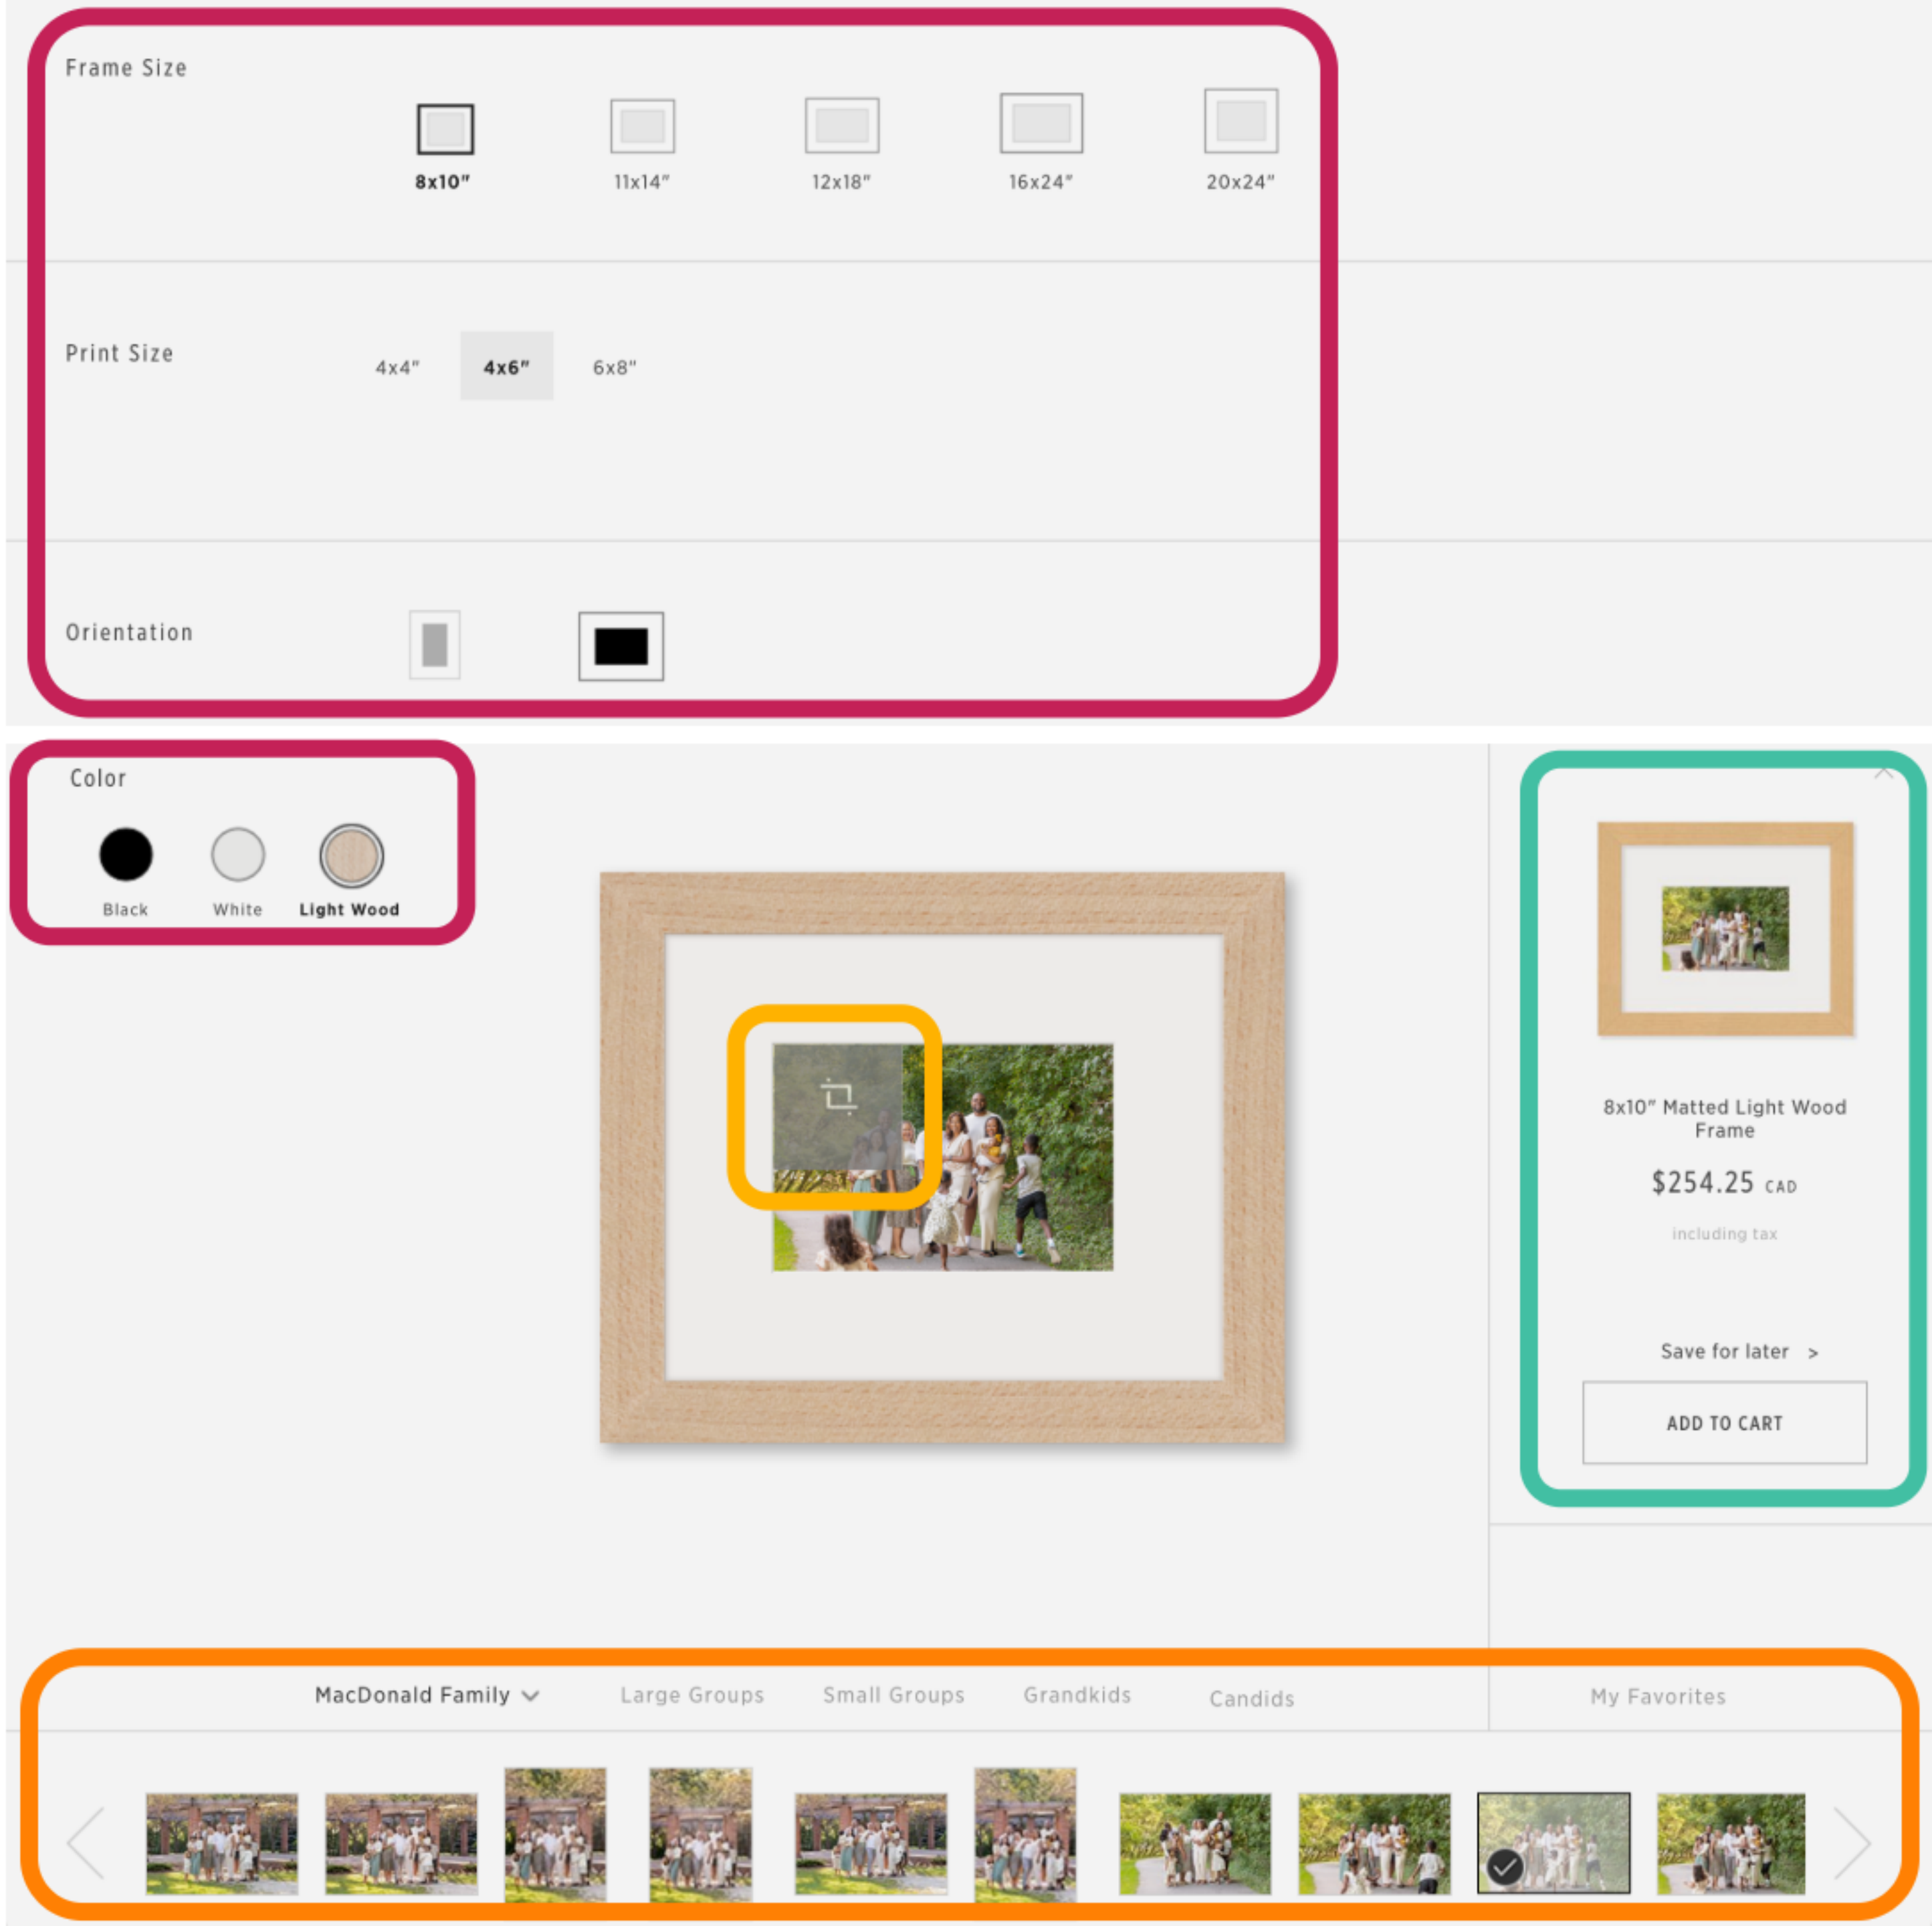 Frame Size
8x10" 11x14" 12x18" 16x24" 20x24"
Print Size
4x4" 4x6" 6x8"
Orientation
Color
Black White Light Wood
8x10" Matted Light Wood
Frame
$254.25 CAD
including tax
Save for later >
ADD TO CART
MacDonald Family Large Groups Small Groups Grandkids Candids My Favorites